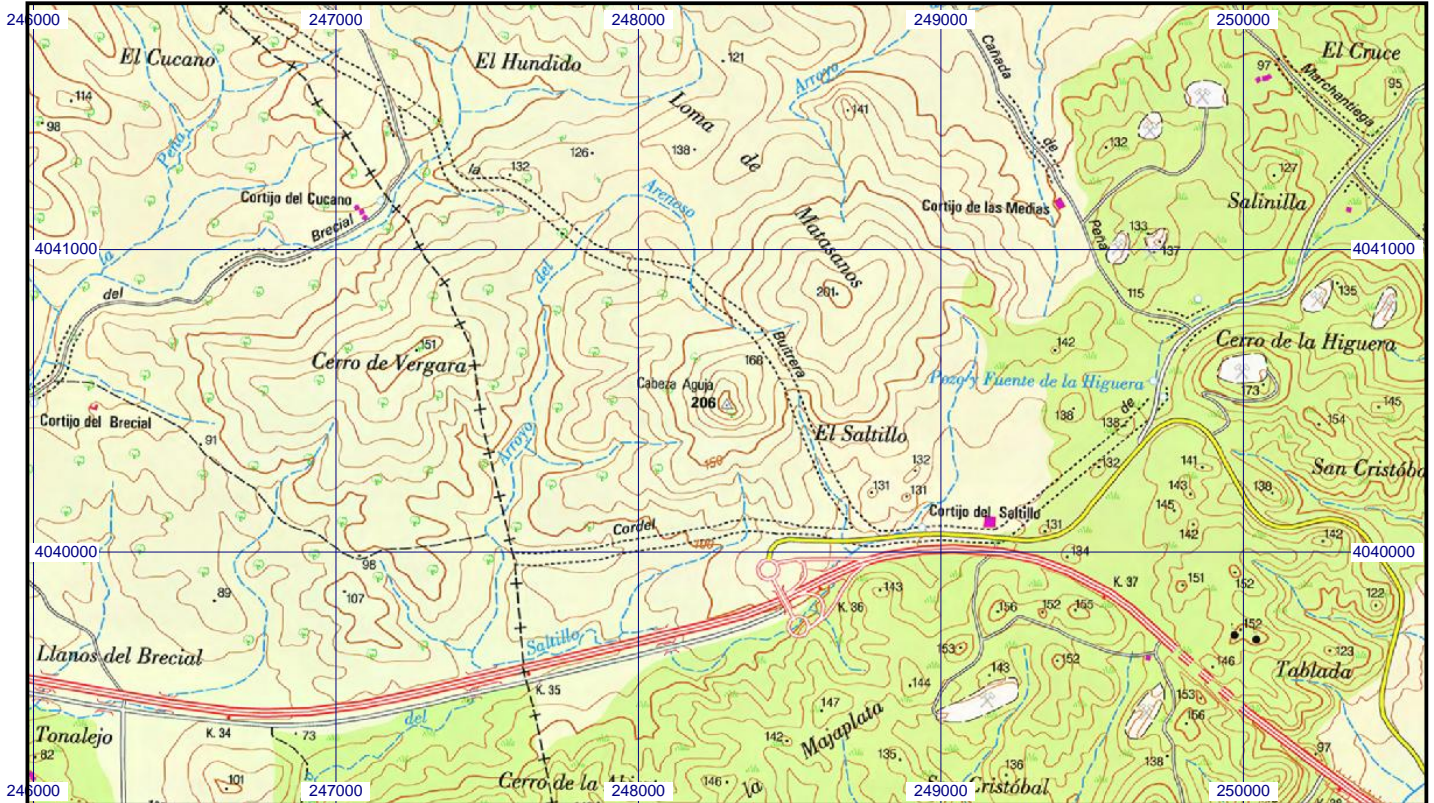 246000 247000 248000 249000 250000
El Cucano
El Hundido
121
Arroyo
Cañada
97
El Cruce
Marchantiega
95
114
98
Peña
Loma
141
de
132
126
138
de
132
la
127
Cortijo del Cucano
Arenoso
Cortijo de las Medias
Salinilla
Brecial
Matasanos
Peña
133
137
4041000
4041000
la
del
del
201
115
135
Buitrera
151
Cerro de Vergara
168
142
Cerro de la Higuera
Cabeza Aguja
206
Pozo y Fuente de la Higuera
73
Cortijo del Brecial
138
de
138
154
145
91
Arroyo
El Saltillo
150
132
132
141
San Cristóba
131
131
143
138
145
Cortijo del Saltillo
Cordel
131
142
142
100
4040000
4040000
98
134
89
107
143
K. 37
151
152
122
K. 36
156
152
155
152
Saltillo
153
Llanos del Brecial
143
152
146
123
Tablada
K. 35
144
153
del
147
156
Tonalejo
K. 34
73
142
Majaplata
97
82
135
138
101
Cerro de la
146
la
136
Cristóbal
246000 247000 248000 249000 250000